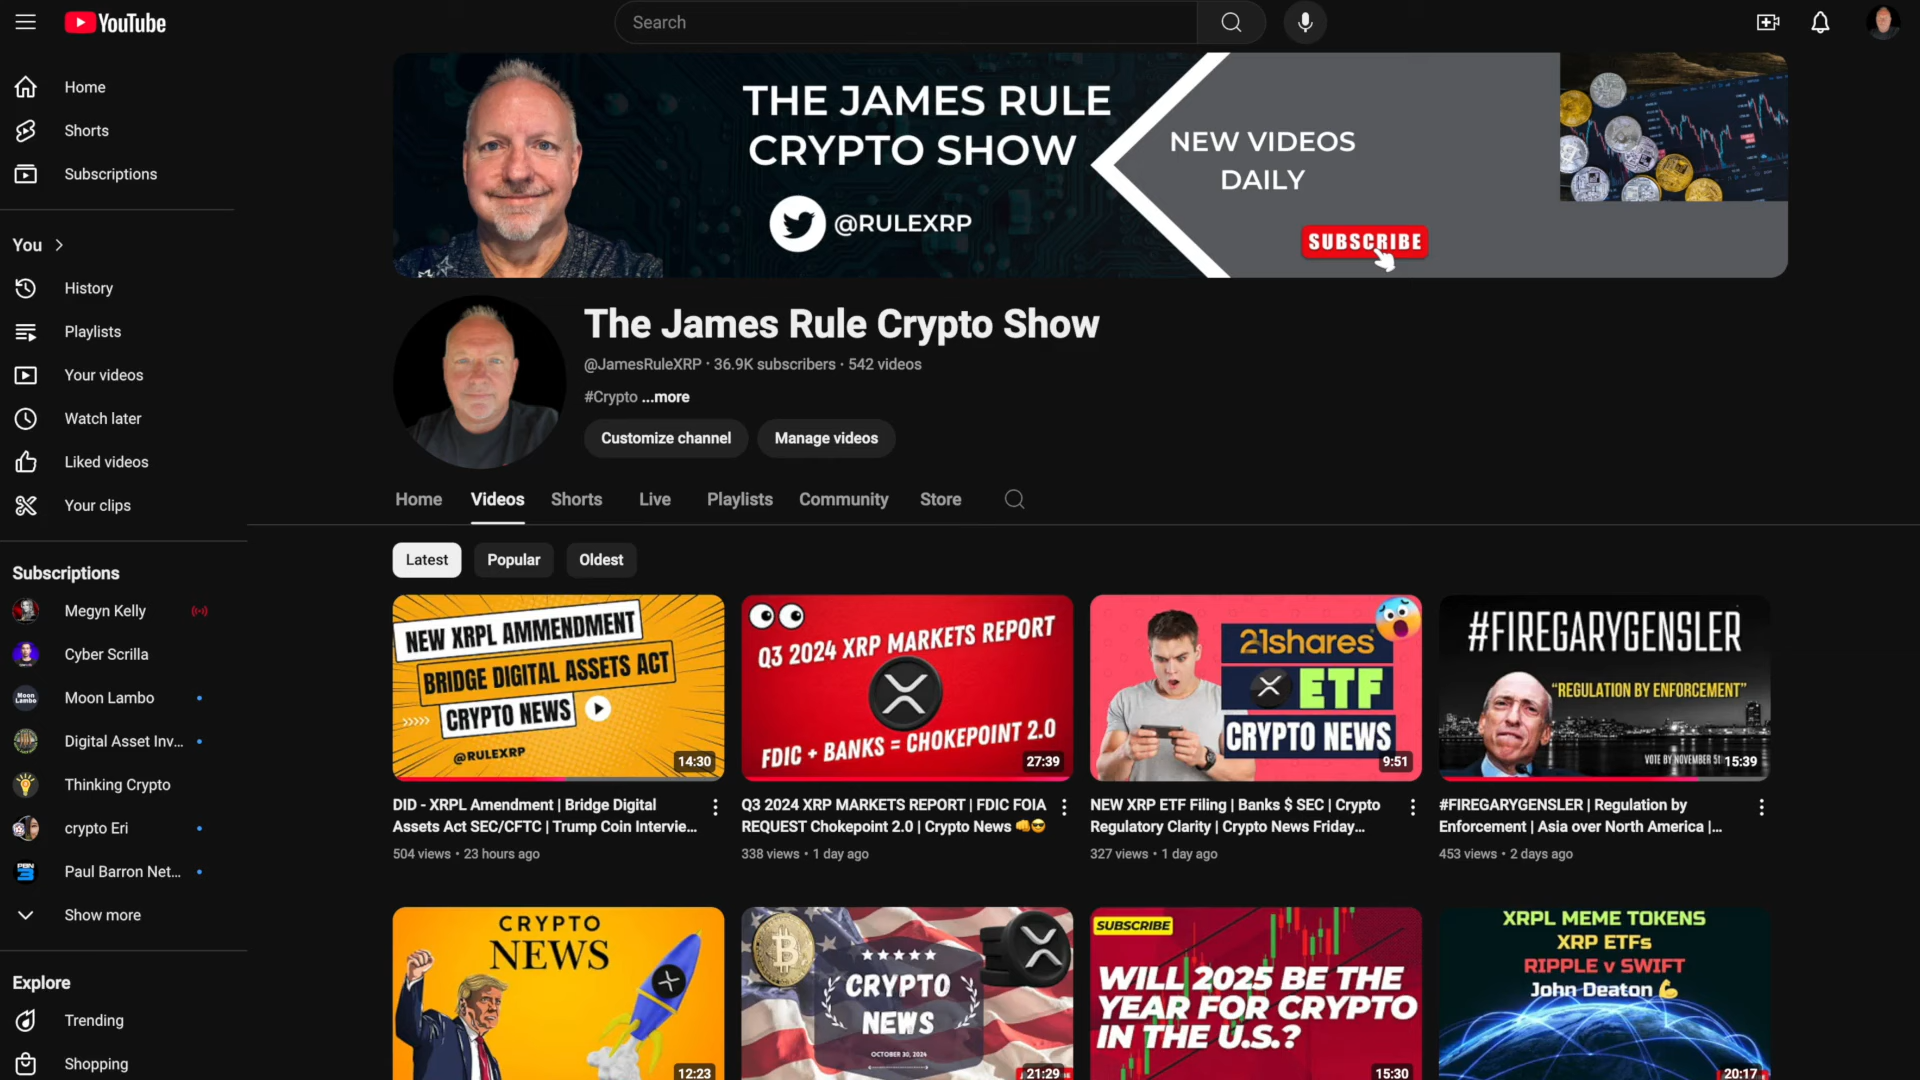 YouTube
Search
Home
Shorts
Subscriptions
You
History
Playlists
Your videos
Watch later
Liked videos
Your clips
Subscriptions
Megyn Kelly
Cyber Scrilla
Moon Lambo
Digital Asset Inv...
Thinking Crypto
crypto Eri
Paul Barron Net...
Show more
Explore
Trending
Shopping
THE JAMES RULE
CRYPTO SHOW
@RULEXRP
NEW VIDEOS
DAILY
SUBSCRIBE
The James Rule Crypto Show
@JamesRuleXRP · 36.9K subscribers · 542 videos
#Crypto ...more
Customize channel
Manage videos
Home
Videos
Shorts
Live
Playlists
Community
Store
Latest
Popular
Oldest
NEW XRPL AMMENDMENT
BRIDGE DIGITAL ASSETS ACT
CRYPTO NEWS
@RULEXRP
14:30
DID - XRPL Amendment | Bridge Digital
Assets Act SEC/CFTC | Trump Coin Intervie...
504 views · 23 hours ago
Q3 2024 XRP MARKETS REPORT
FDIC + BANKS = CHOKEPOINT 2.0
27:39
Q3 2024 XRP MARKETS REPORT | FDIC FOIA
REQUEST Chokepoint 2.0 | Crypto News 👊😎
338 views · 1 day ago
21shares
ETF
CRYPTO NEWS
9:51
NEW XRP ETF Filing | Banks $ SEC | Crypto
Regulatory Clarity | Crypto News Friday...
327 views · 1 day ago
#FIREGARYGENSLER
"REGULATION BY ENFORCEMENT"
VOTE BY NOVEMBER 5!
15:39
#FIREGARYGENSLER | Regulation by
Enforcement | Asia over North America |...
453 views · 2 days ago
CRYPTO
NEWS
12:23
CRYPTO
NEWS
OCTOBER 30, 2024
21:29
SUBSCRIBE
WILL 2025 BE THE
YEAR FOR CRYPTO
IN THE U.S.?
15:30
XRPL MEME TOKENS
XRP ETFs
RIPPLE v SWIFT
John Deaton 💪
20:17